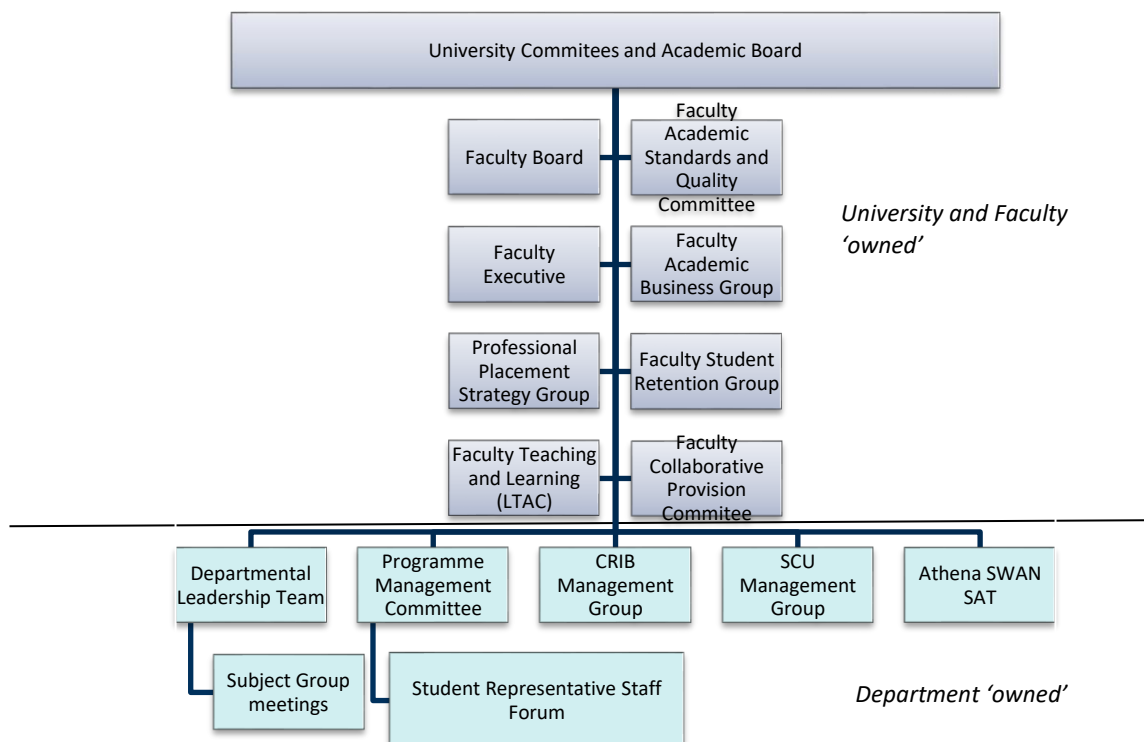 University Commitees and Academic Board
Faculty Board
Faculty
Academic
Standards and
Quality
Committee
University and Faculty
‘owned’
Faculty
Executive
Faculty
Academic
Business Group
Professional
Placement
Strategy Group
Faculty Student
Retention Group
Faculty Teaching
and Learning
(LTAC)
Faculty
Collaborative
Provision
Commitee
Departmental
Leadership Team
Programme
Management
Committee
CRIB
Management
Group
SCU
Management
Group
Athena SWAN
SAT
Subject Group
meetings
Student Representative Staff
Forum
Department ‘owned’